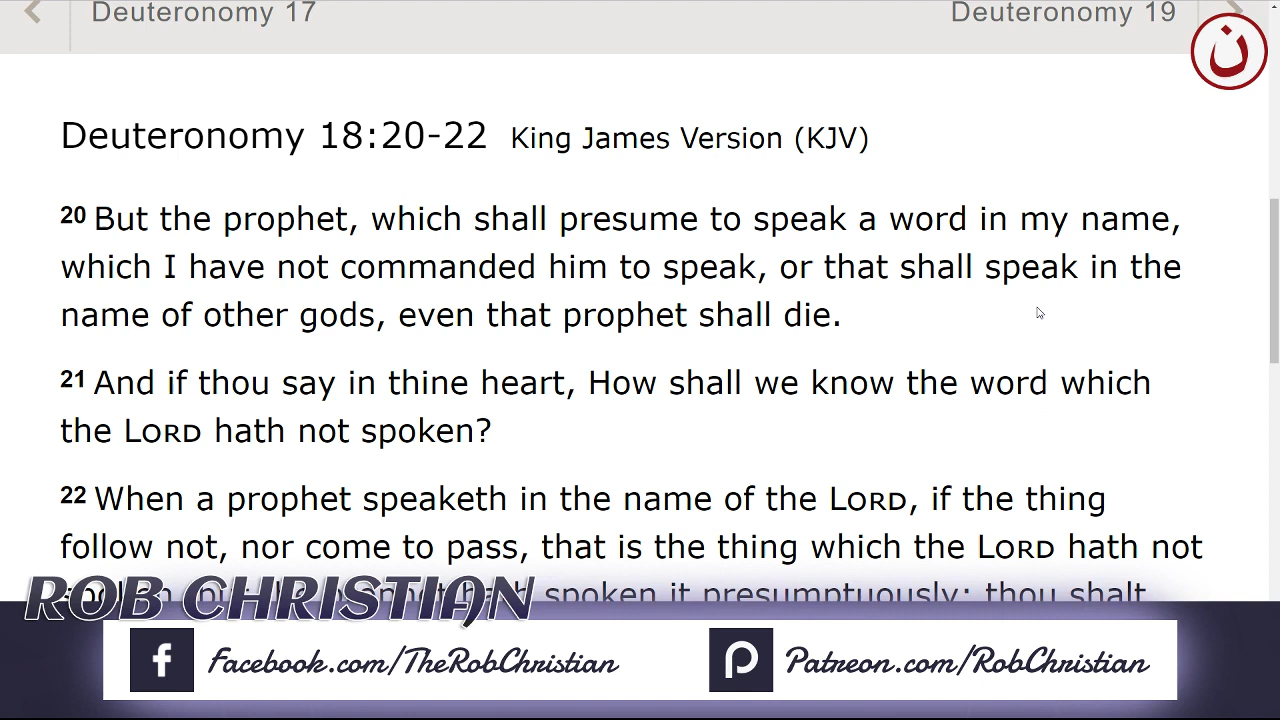 Deuteronomy 17 Deuteronomy 19
ن
Deuteronomy 18:20-22 King James Version (KJV)
20 But the prophet, which shall presume to speak a word in my name,
which I have not commanded him to speak, or that shall speak in the
name of other gods, even that prophet shall die.
21 And if thou say in thine heart, How shall we know the word which
the LORD hath not spoken?
22 When a prophet speaketh in the name of the LORD, if the thing
follow not, nor come to pass, that is the thing which the LORD hath not
spoken it presumptuously: thou shalt
ROB CHRISTIAN
f Facebook.com/TheRobChristian Patreon.com/RobChristian